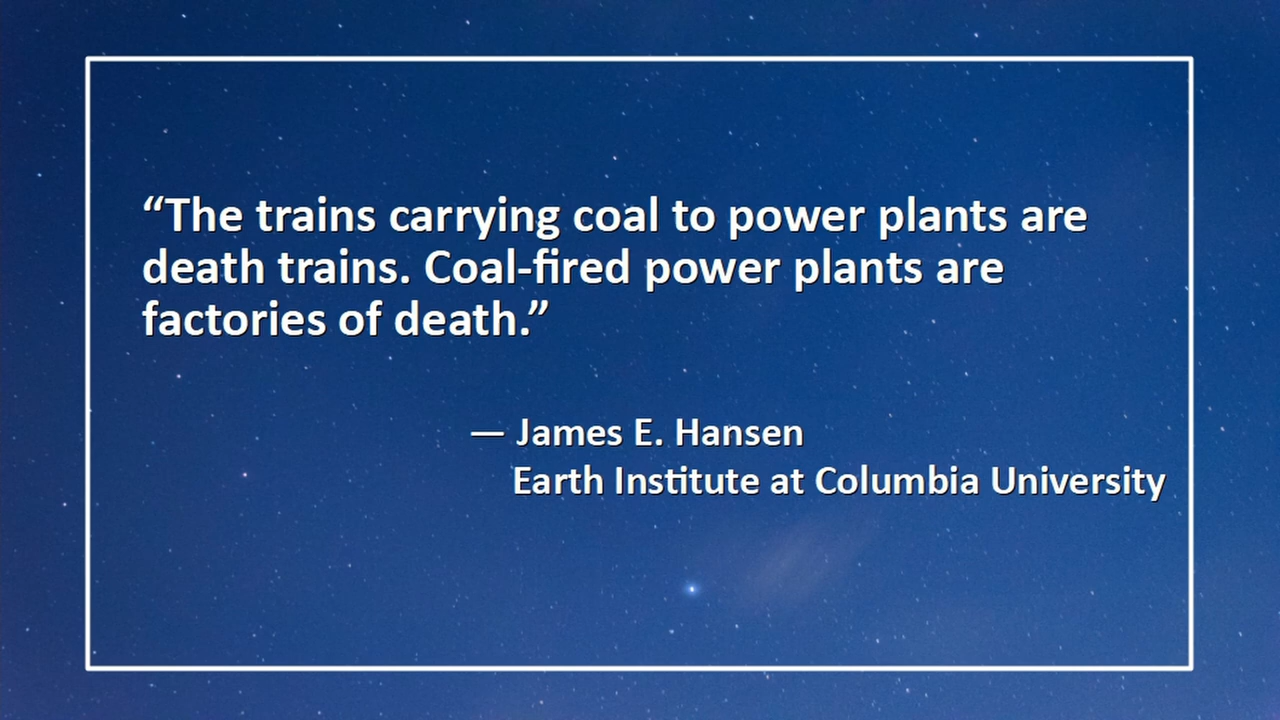 “The trains carrying coal to power plants are
death trains. Coal-fired power plants are
factories of death.”
— James E. Hansen
Earth Institute at Columbia University